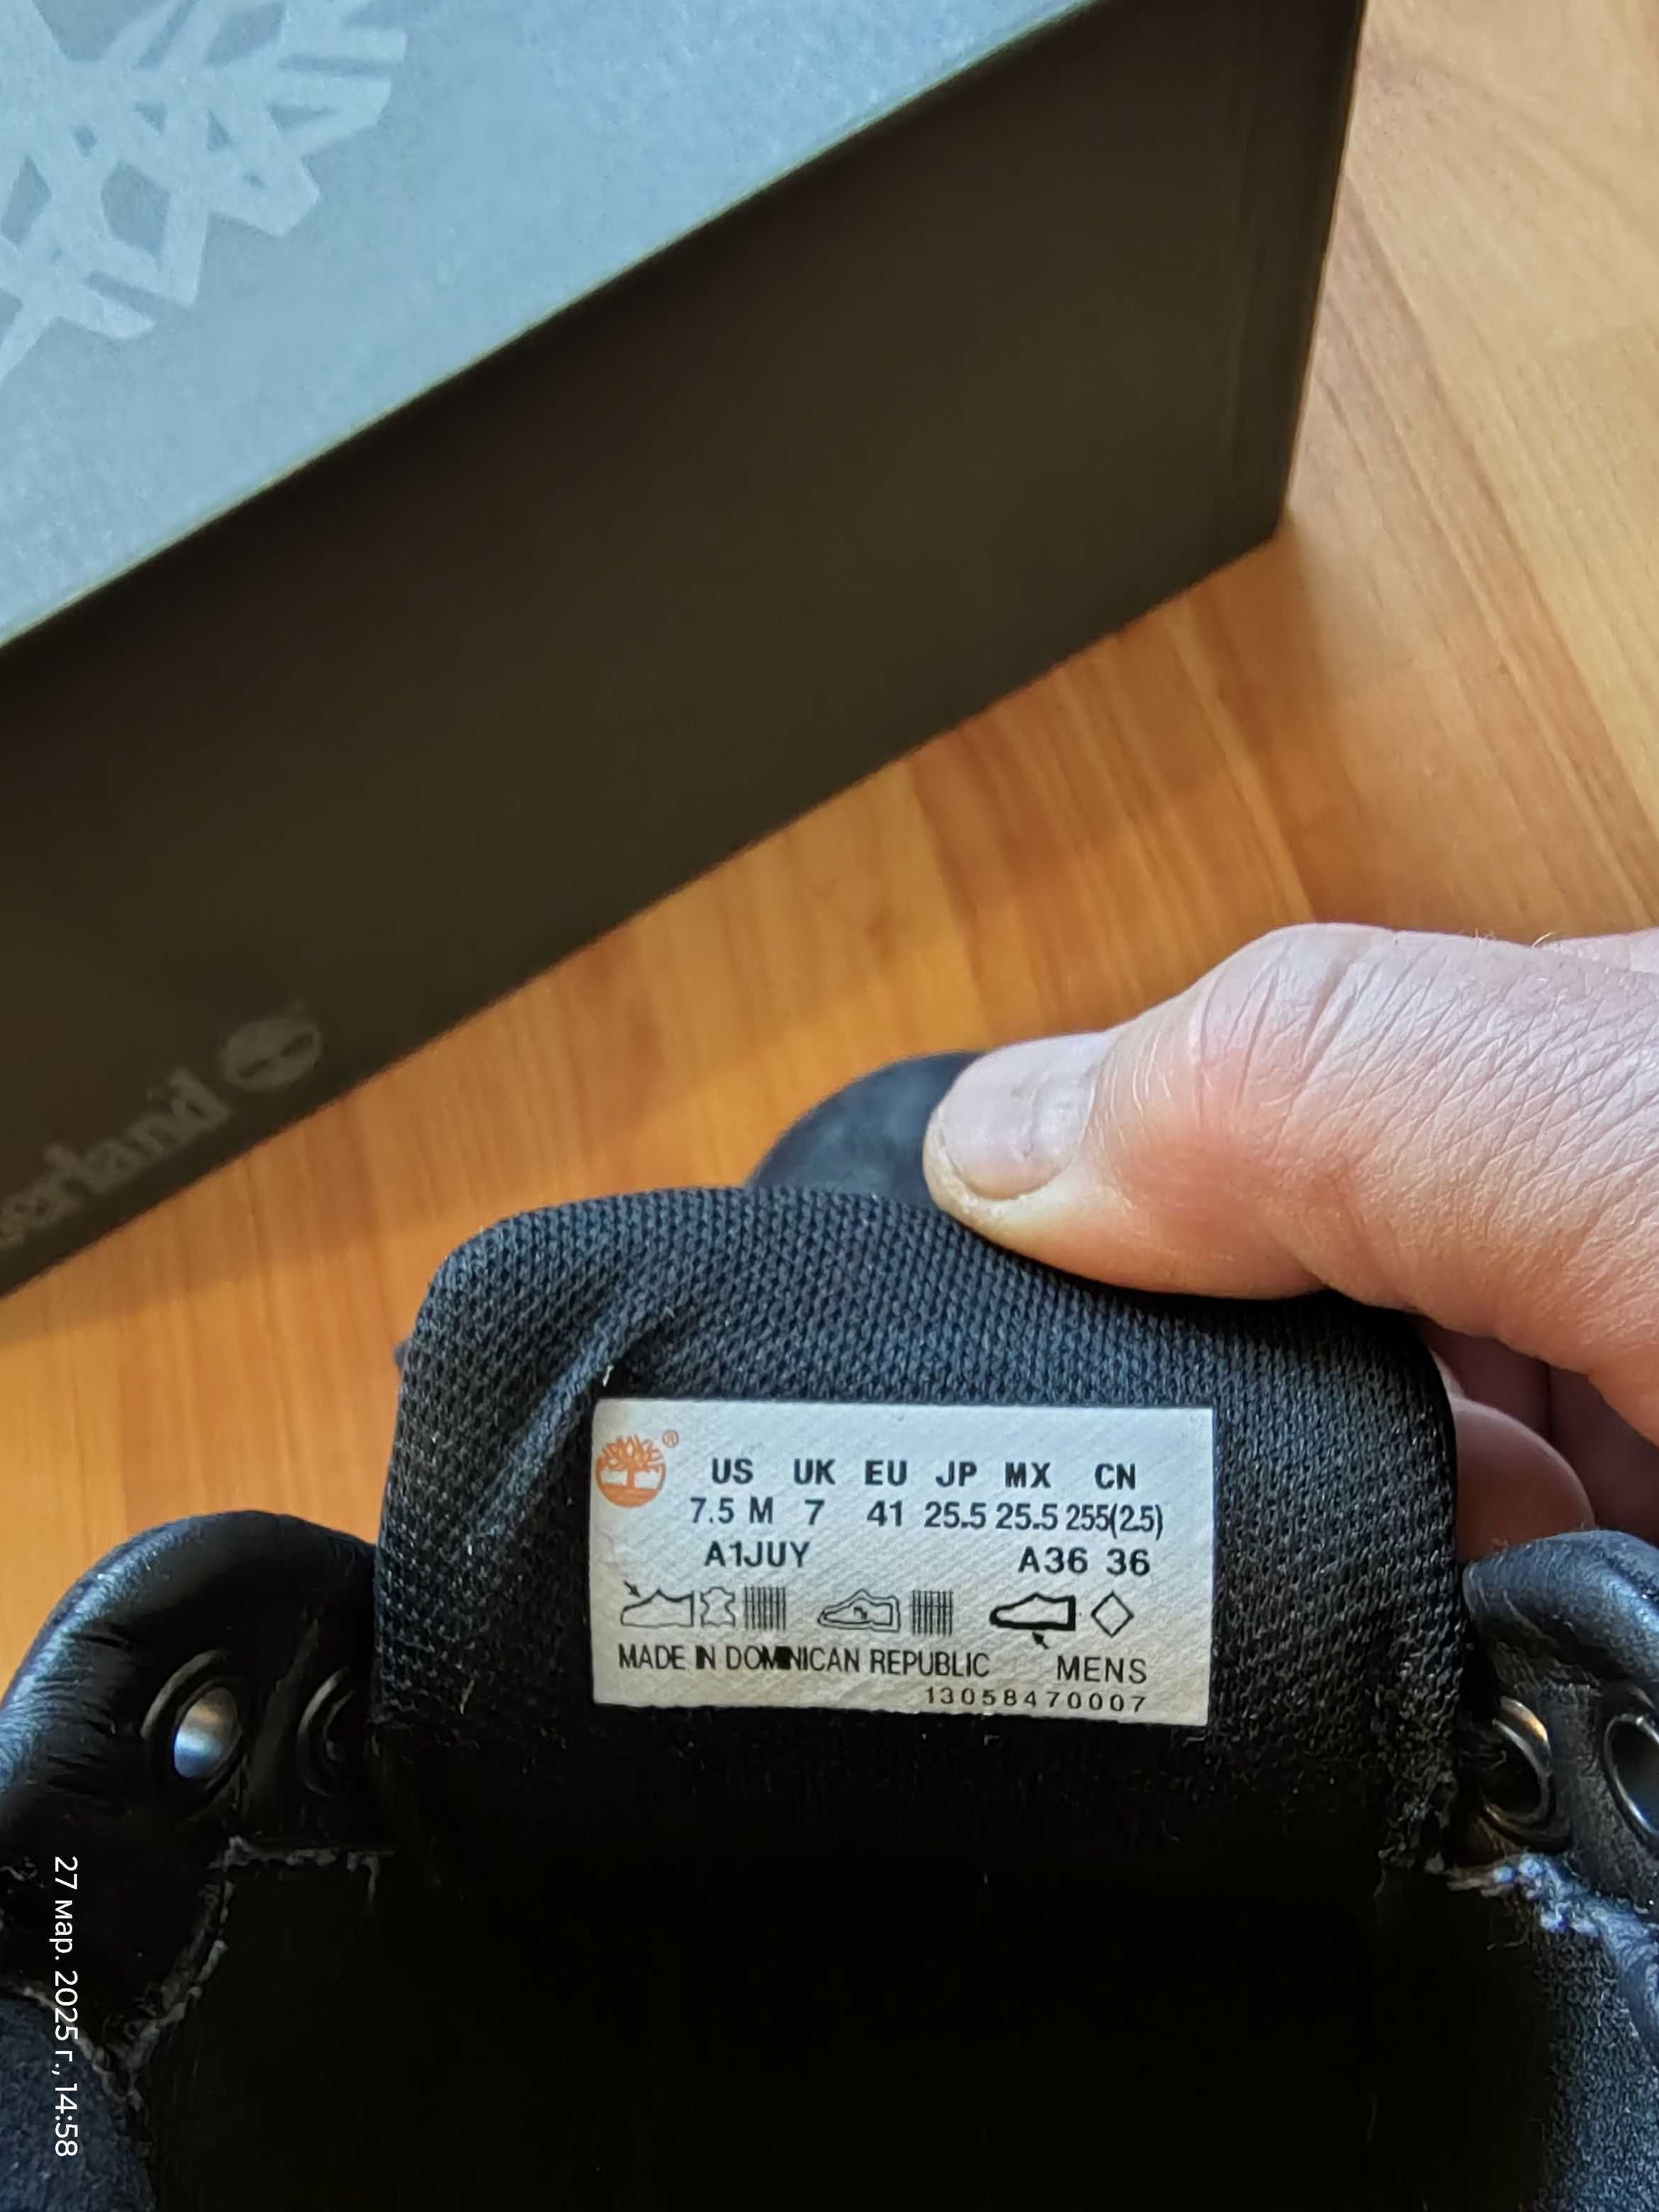 erland
®
US UK EU JP MX CN
7.5 M 7 41 25.5 25.5 255(2.5)
A1JUY A36 36
MADE IN DOMINICAN REPUBLIC MENS
13058470007
27 мар. 2025 г., 14:58